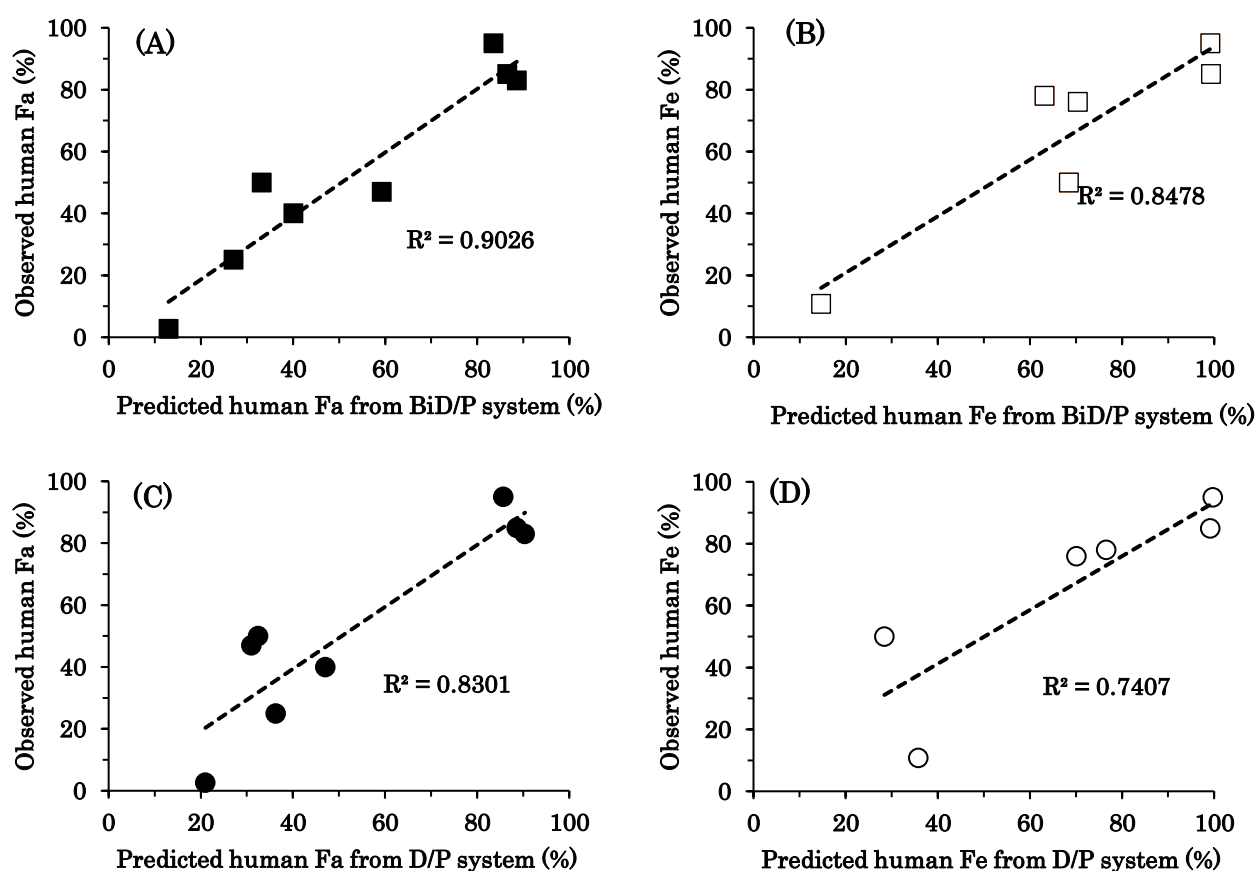 (A)
Observed human Fa (%)
100
80
60
40
20
0
R² = 0.9026
0 20 40 60 80 100
Predicted human Fa from BiD/P system (%)
(B)
Observed human Fe (%)
100
80
60
40
20
0
R² = 0.8478
0 20 40 60 80 100
Predicted human Fe from BiD/P system (%)
(C)
Observed human Fa (%)
100
80
60
40
20
0
R² = 0.8301
0 20 40 60 80 100
Predicted human Fa from D/P system (%)
(D)
Observed human Fe (%)
100
80
60
40
20
0
R² = 0.7407
0 20 40 60 80 100
Predicted human Fe from D/P system (%)